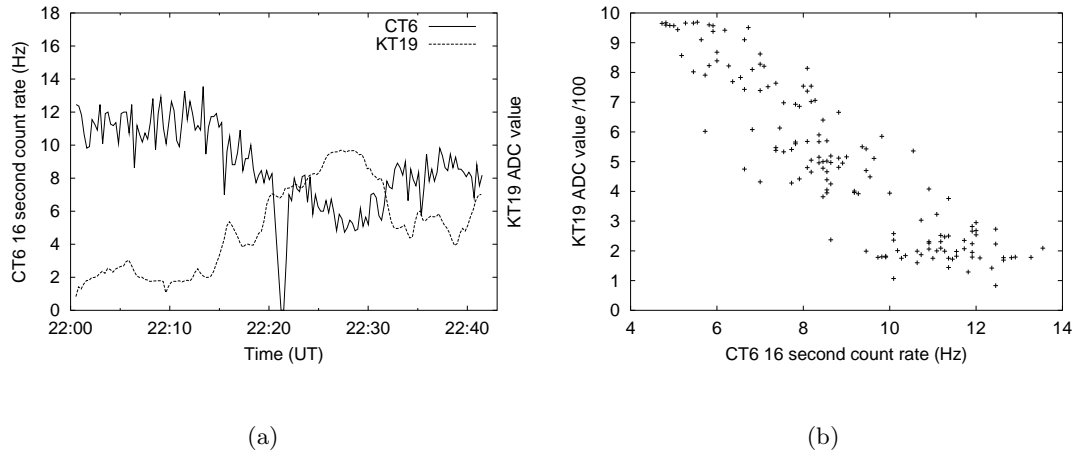 18
16
14
12
10
8
6
4
2
0
CT6 16 second count rate (Hz)
CT6
KT19
KT19 ADC value
22:00 22:10 22:20 22:30 22:40
Time (UT)
(a)
10
9
8
7
6
5
4
3
2
1
0
KT19 ADC value /100
4 6 8 10 12 14
CT6 16 second count rate (Hz)
(b)